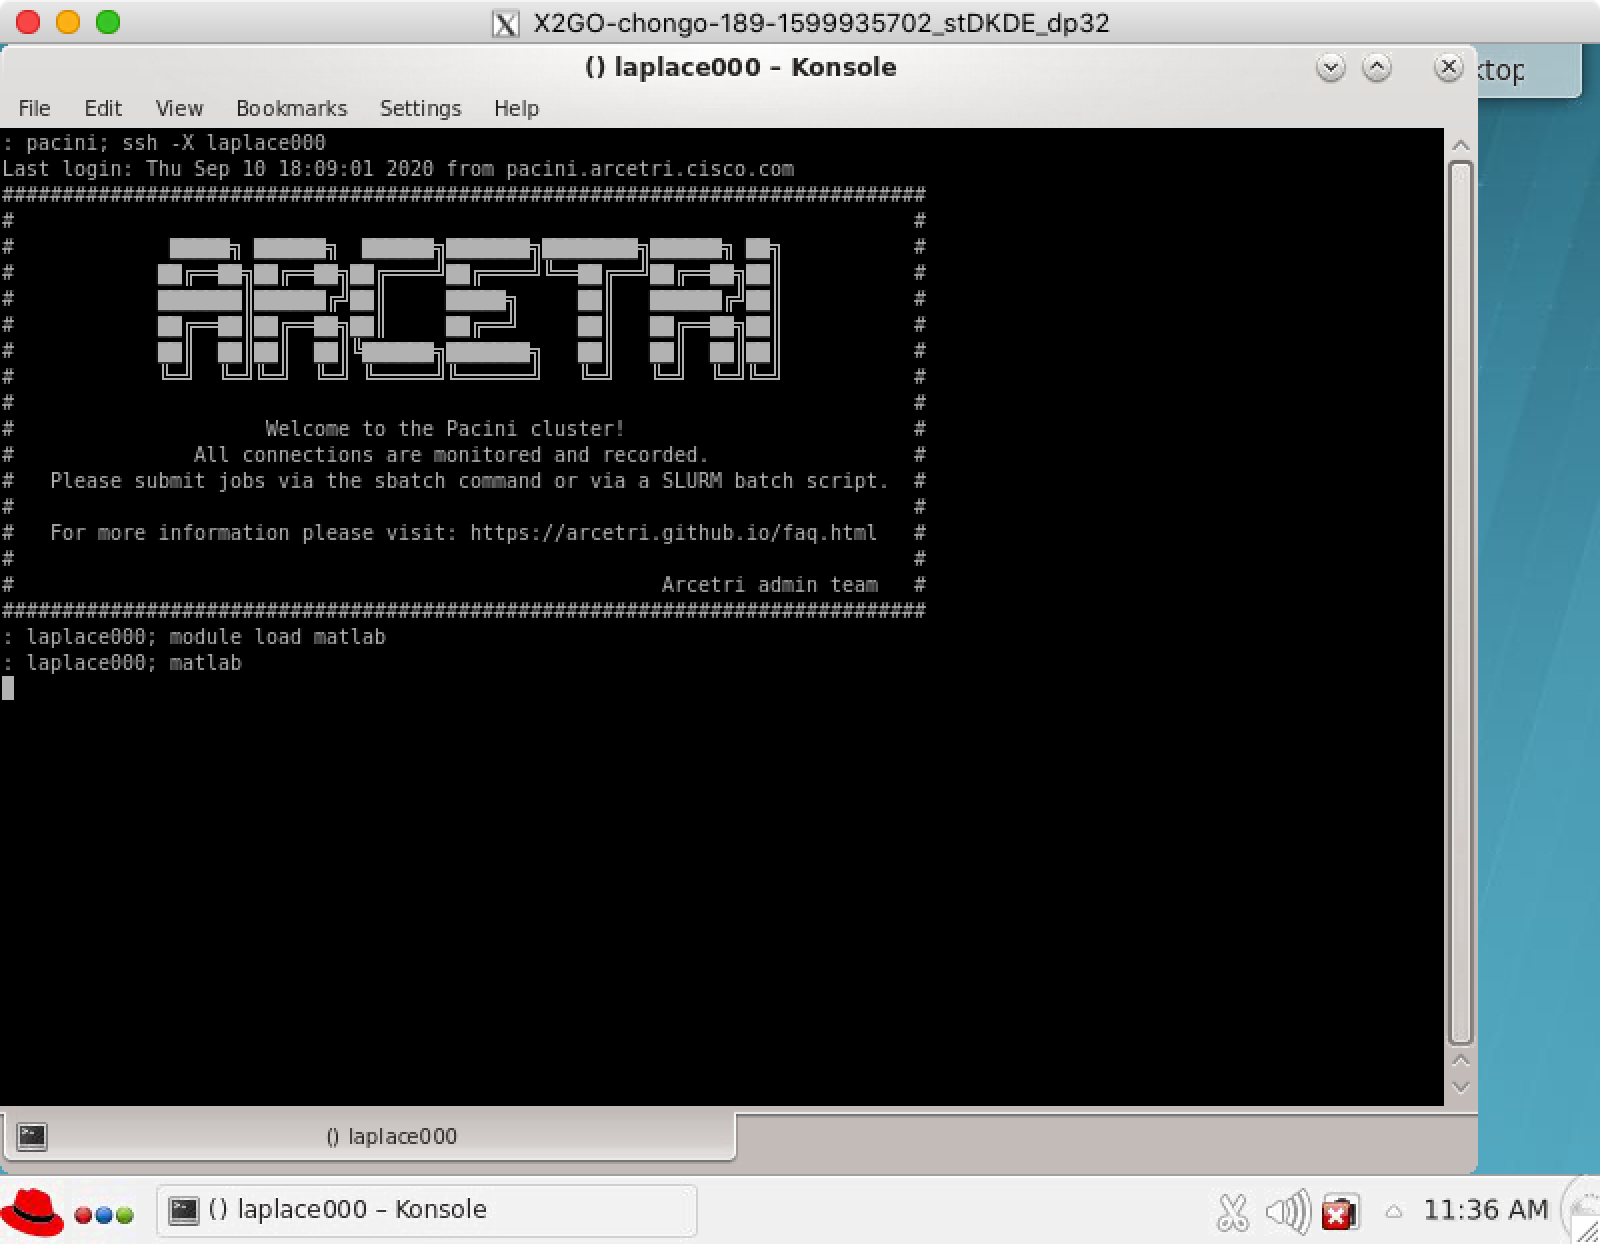 X2GO-chongo-189-1599935702_stDKDE_dp32
() laplace000 – Konsole
ktop
File Edit View Bookmarks Settings Help
: pacini; ssh -X laplace000
Last login: Thu Sep 10 18:09:01 2020 from pacini.arcetri.cisco.com
#############################################################################
ARCETRI
# Welcome to the Pacini cluster! #
# All connections are monitored and recorded. #
# Please submit jobs via the sbatch command or via a SLURM batch script. #
# #
# For more information please visit: https://arcetri.github.io/faq.html #
# #
# Arcetri admin team #
#############################################################################
: laplace000; module load matlab
: laplace000; matlab
() laplace000
() laplace000 – Konsole
11:36 AM